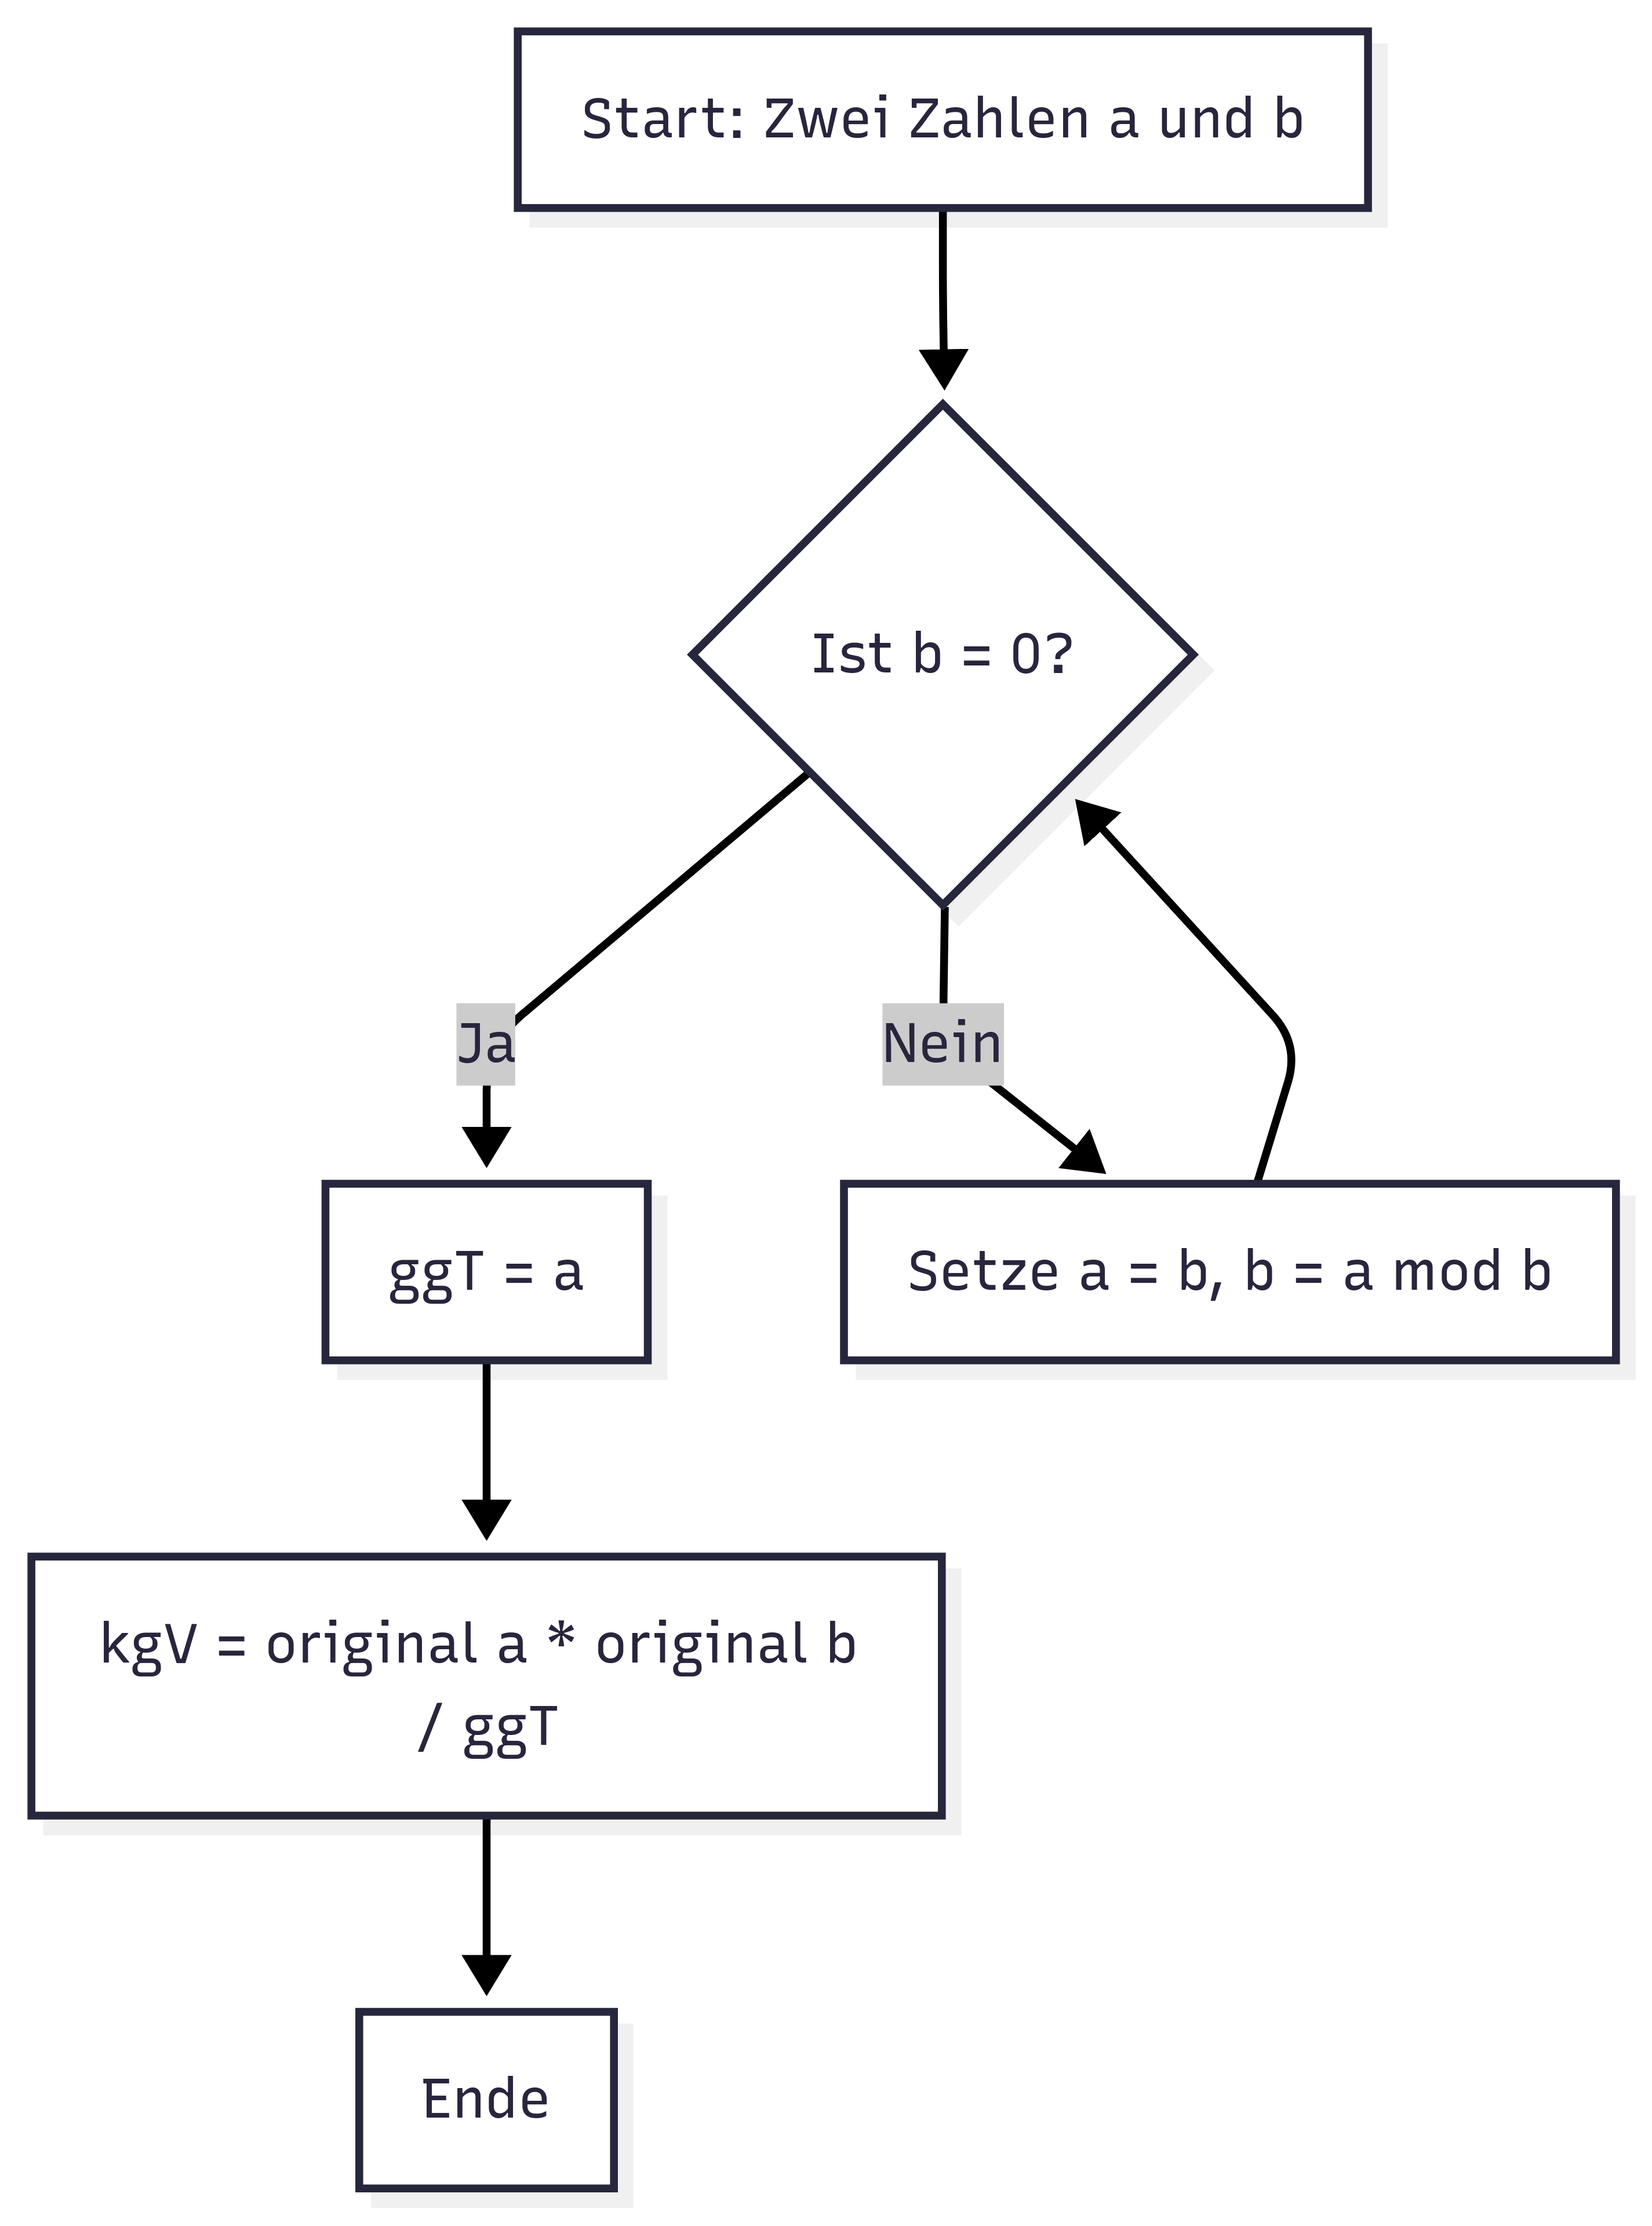 Start: Zwei Zahlen a und b
Ist b = 0?
Ja
Nein
ggT = a
Setze a = b, b = a mod b
kgV = original a * original b
/ ggT
Ende